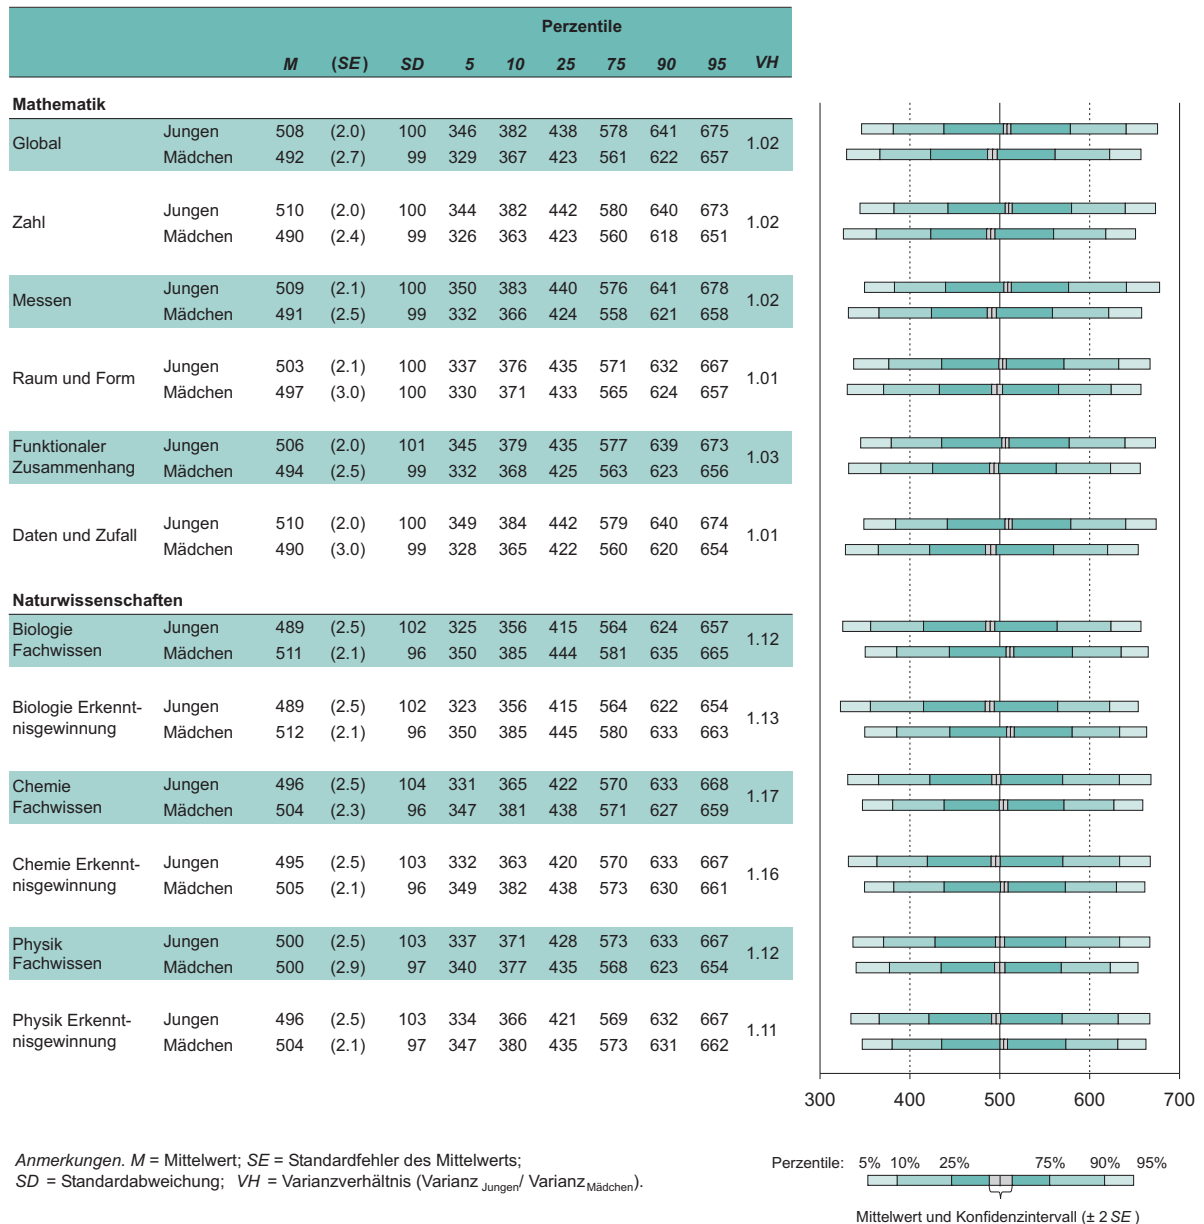 Perzentile
M (SE) SD 5 10 25 75 90 95 VH
Mathematik
Global Jungen 508 (2.0) 100 346 382 438 578 641 675 1.02
Mädchen 492 (2.7) 99 329 367 423 561 622 657
Zahl Jungen 510 (2.0) 100 344 382 442 580 640 673 1.02
Mädchen 490 (2.4) 99 326 363 423 560 618 651
Messen Jungen 509 (2.1) 100 350 383 440 576 641 678 1.02
Mädchen 491 (2.5) 99 332 366 424 558 621 658
Raum und Form Jungen 503 (2.1) 100 337 376 435 571 632 667 1.01
Mädchen 497 (3.0) 100 330 371 433 565 624 657
Funktionaler Jungen 506 (2.0) 101 345 379 435 577 639 673 1.03
Zusammenhang Mädchen 494 (2.5) 99 332 368 425 563 623 656
Daten und Zufall Jungen 510 (2.0) 100 349 384 442 579 640 674 1.01
Mädchen 490 (3.0) 99 328 365 422 560 620 654
Naturwissenschaften
Biologie Jungen 489 (2.5) 102 325 356 415 564 624 657 1.12
Fachwissen Mädchen 511 (2.1) 96 350 385 444 581 635 665
Biologie Erkennt- Jungen 489 (2.5) 102 323 356 415 564 622 654 1.13
nisgewinnung Mädchen 512 (2.1) 96 350 385 445 580 633 663
Chemie Jungen 496 (2.5) 104 331 365 422 570 633 668 1.17
Fachwissen Mädchen 504 (2.3) 96 347 381 438 571 627 659
Chemie Erkennt- Jungen 495 (2.5) 103 332 363 420 570 633 667 1.16
nisgewinnung Mädchen 505 (2.1) 96 349 382 438 573 630 661
Physik Jungen 500 (2.5) 103 337 371 428 573 633 667 1.12
Fachwissen Mädchen 500 (2.9) 97 340 377 435 568 623 654
Physik Erkennt- Jungen 496 (2.5) 103 334 366 421 569 632 667 1.11
nisgewinnung Mädchen 504 (2.1) 97 347 380 435 573 631 662
300 400 500 600 700
Anmerkungen. M = Mittelwert; SE = Standardfehler des Mittelwerts;
SD = Standardabweichung; VH = Varianzverhältnis (Varianz Jungen/ Varianz Mädchen).
Perzentile: 5% 10% 25% 75% 90% 95%
Mittelwert und Konfidenzintervall (± 2 SE )